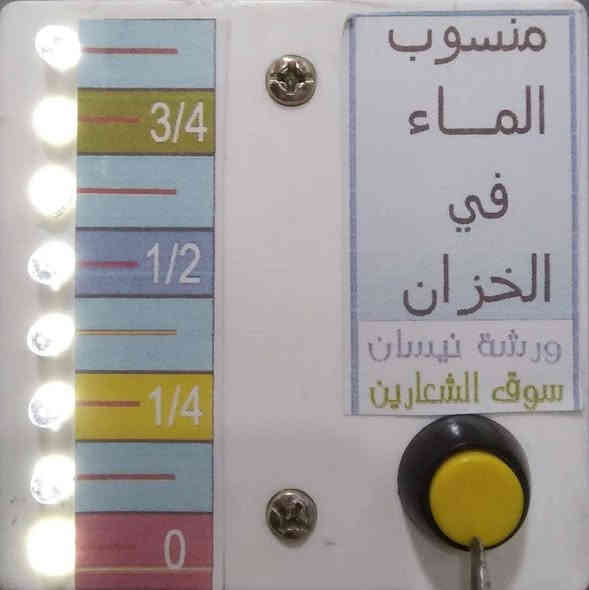 منسوب
الماء
في
الخزان
ورشة نيسان
سوق الشعارين
3/4
1/2
1/4
0